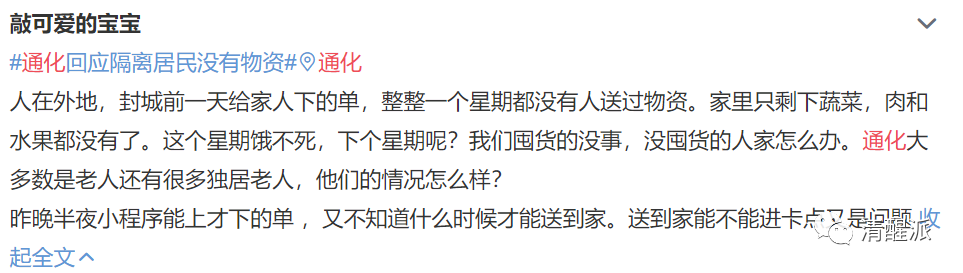 敲可爱的宝宝
#通化回应隔离居民没有物资#通化
人在外地，封城前一天给家人下的单，整整一个星期都没有人送过物资。家里只剩下蔬菜，肉和
水果都没有了。这个星期饿不死，下个星期呢？我们囤货的没事，没囤货的人家怎么办。通化大
多数是老人还有很多独居老人，他们的情况怎么样？
昨晚半夜小程序能上才下的单 ，又不知道什么时候才能送到家。送到家能不能进卡点又是问题 收
起全文
清醒派